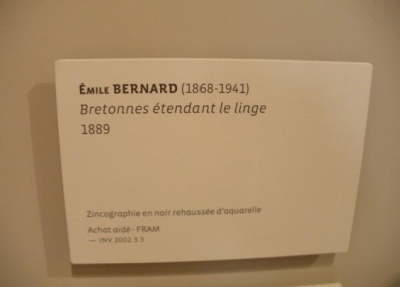 ÉMILE BERNARD (1868-1941)
Bretonnes étendant le linge
1889
Zincographie en noir rehaussée d'aquarelle
Achat aidé - FRAM
— INV. 2002.3.3